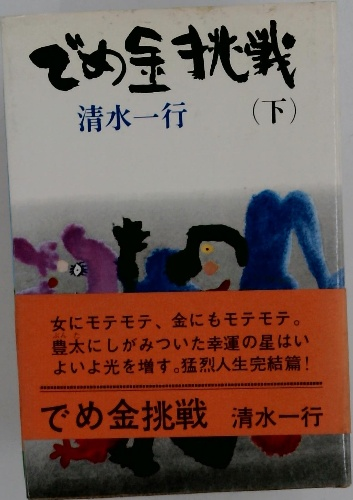 でめ金挑戦
清水一行 (下)
女にモテモテ、金にもモテモテ。
豊太にしがみついた幸運の星はい
よいよ光を増す。猛烈人生完結篇!
でめ金挑戦 清水一行